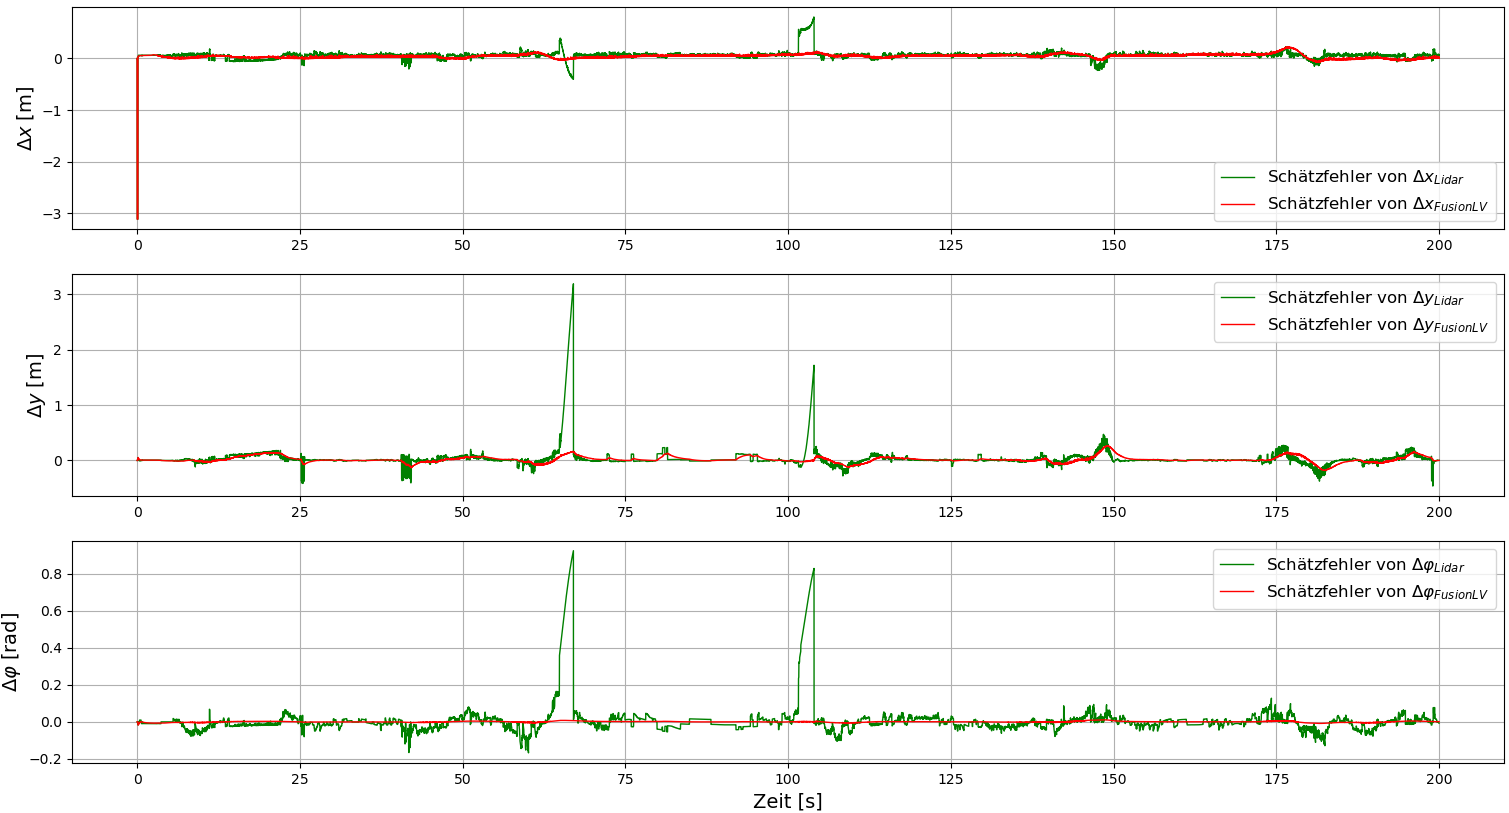 0
−1
−2
−3
Δx [m]
Schätzfehler von Δx_Lidar
Schätzfehler von Δx_FusionLV
0 25 50 75 100 125 150 175 200
3
2
1
0
Δy [m]
Schätzfehler von Δy_Lidar
Schätzfehler von Δy_FusionLV
0 25 50 75 100 125 150 175 200
0.8
0.6
0.4
0.2
0.0
−0.2
Δφ [rad]
Schätzfehler von Δφ_Lidar
Schätzfehler von Δφ_FusionLV
0 25 50 75 100 125 150 175 200
Zeit [s]